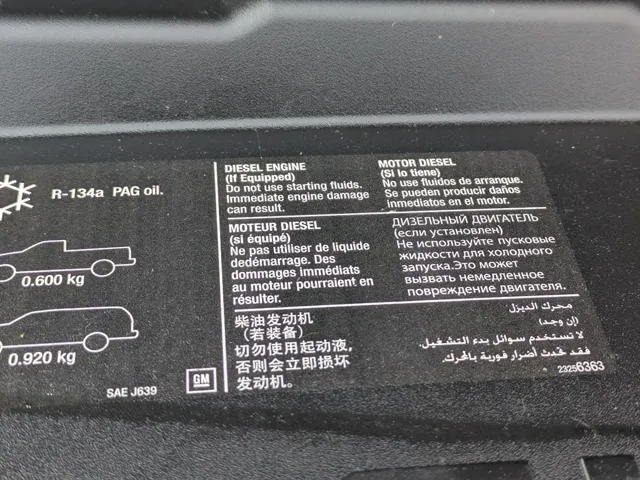 R-134a PAG oil.
0.600 kg
0.920 kg
SAE J639
GM
DIESEL ENGINE
(If Equipped)
Do not use starting fluids.
Immediate engine damage
can result.
MOTOR DIESEL
(Si lo tiene)
No use fluidos de arranque.
Se pueden producir daños
inmediatos en el motor.
MOTEUR DIESEL
(si équipé)
Ne pas utiliser de liquide
dedémarrage. Des
dommages immédiats
au moteur pourraient en
résulter.
ДИЗЕЛЬНЫЙ ДВИГАТЕЛЬ
(если установлен)
Не используйте пусковые
жидкости для холодного
запуска.Это может
вызвать немедленное
повреждение двигателя.
柴油发动机
（若装备）
切勿使用起动液,
否则会立即损坏
发动机。
محرك الديزل
(إن وجد)
لا تستخدم سوائل بدء التشغيل.
فقد تحدث أضرار فورية بالمحرك.
23256363